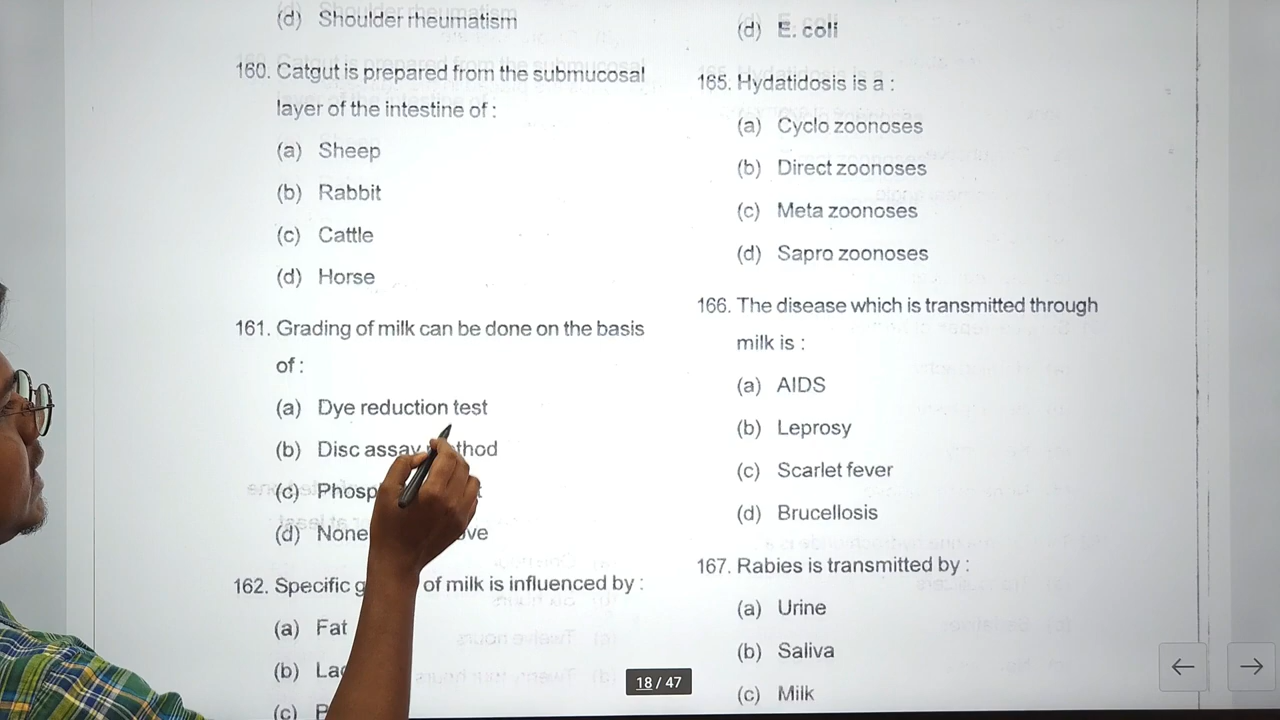 (d) Shoulder rheumatism
160. Catgut is prepared from the submucosal
layer of the intestine of :
(a) Sheep
(b) Rabbit
(c) Cattle
(d) Horse
161. Grading of milk can be done on the basis
of :
(a) Dye reduction test
(b) Disc assay
(c)
(d) None
162. Specific of milk is influenced by :
(a) Fat
(b)
(c)
(d) E. coli
165. Hydatidosis is a :
(a) Cyclo zoonoses
(b) Direct zoonoses
(c) Meta zoonoses
(d) Sapro zoonoses
166. The disease which is transmitted through
milk is :
(a) AIDS
(b) Leprosy
(c) Scarlet fever
(d) Brucellosis
167. Rabies is transmitted by :
(a) Urine
(b) Saliva
(c) Milk
18 / 47